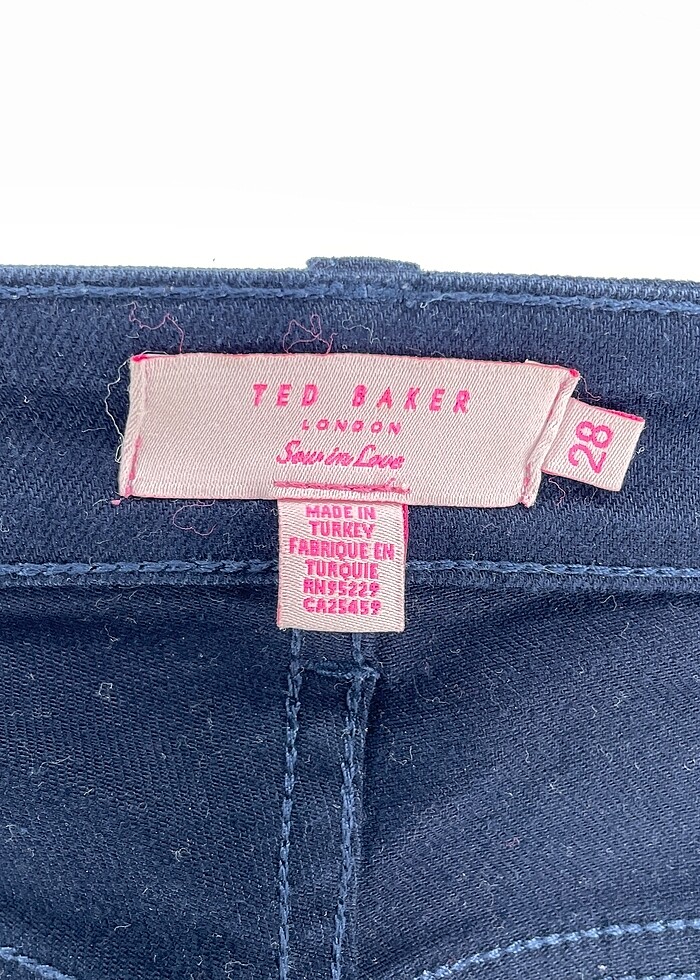 TED BAKER
LONDON
Sew in Love
28
MADE IN
TURKEY
FABRIQUE EN
TURQUIE
RN95229
CA25459